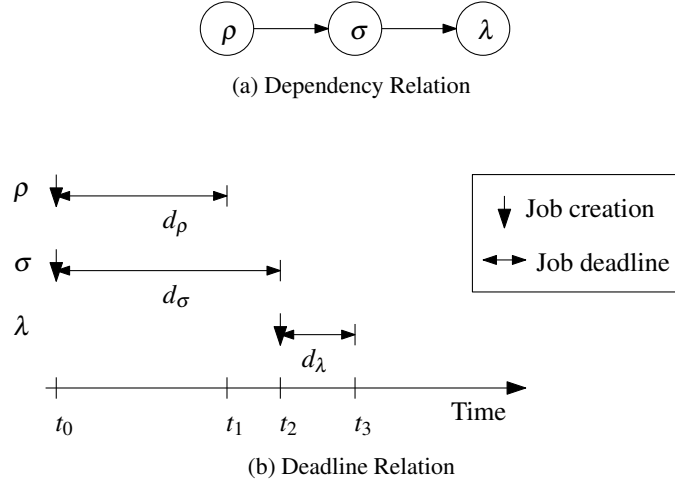 ρ σ λ
(a) Dependency Relation
ρ
d_ρ
σ
d_σ
λ
d_λ
Job creation
Job deadline
t_0 t_1 t_2 t_3 Time
(b) Deadline Relation